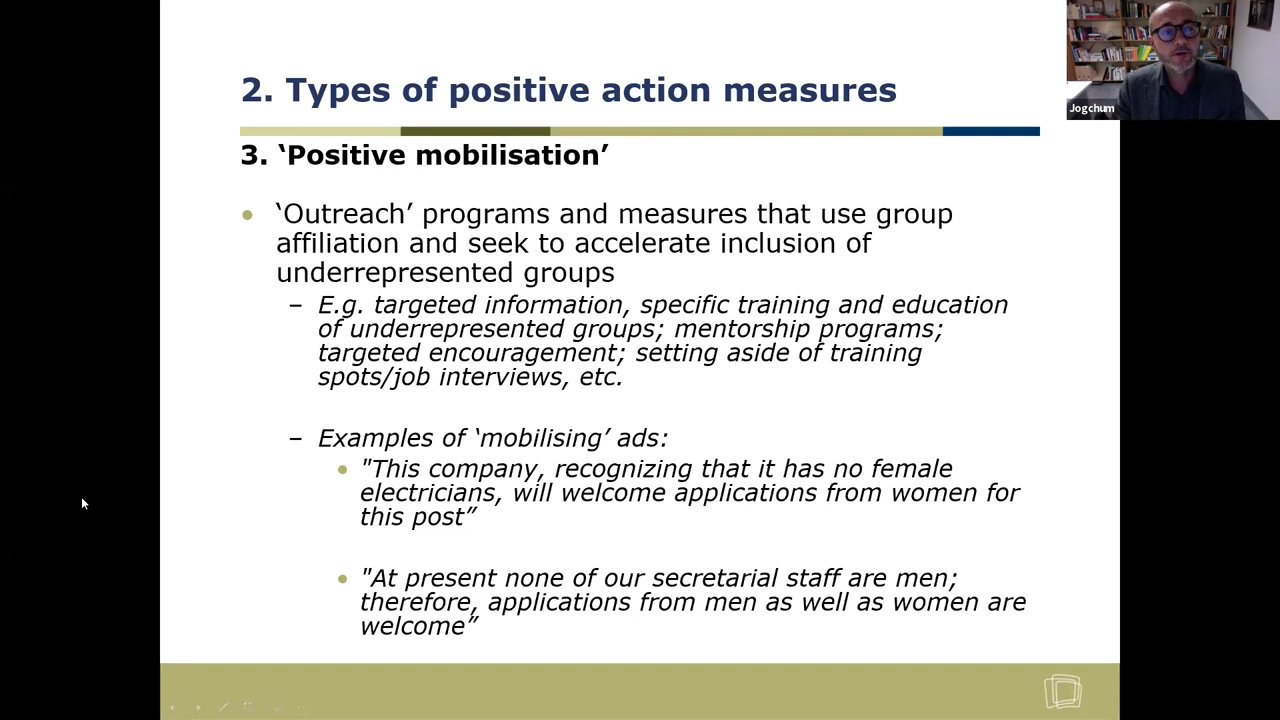 2. Types of positive action measures
Jogchum
3. ‘Positive mobilisation’
• ‘Outreach’ programs and measures that use group
affiliation and seek to accelerate inclusion of
underrepresented groups
– E.g. targeted information, specific training and education
of underrepresented groups; mentorship programs;
targeted encouragement; setting aside of training
spots/job interviews, etc.
– Examples of ‘mobilising’ ads:
• "This company, recognizing that it has no female
electricians, will welcome applications from women for
this post”
• "At present none of our secretarial staff are men;
therefore, applications from men as well as women are
welcome”